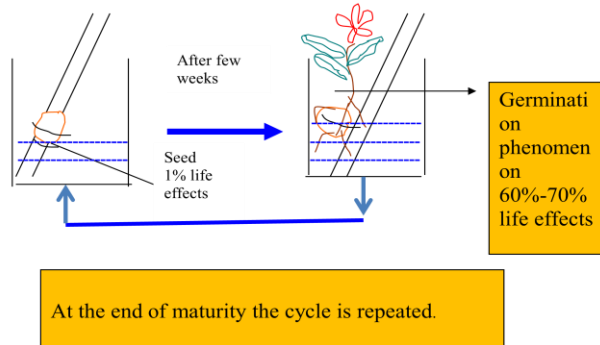 After few
weeks
Seed
1% life
effects
Germinati
on
phenomen
on
60%-70%
life effects
At the end of maturity the cycle is repeated.